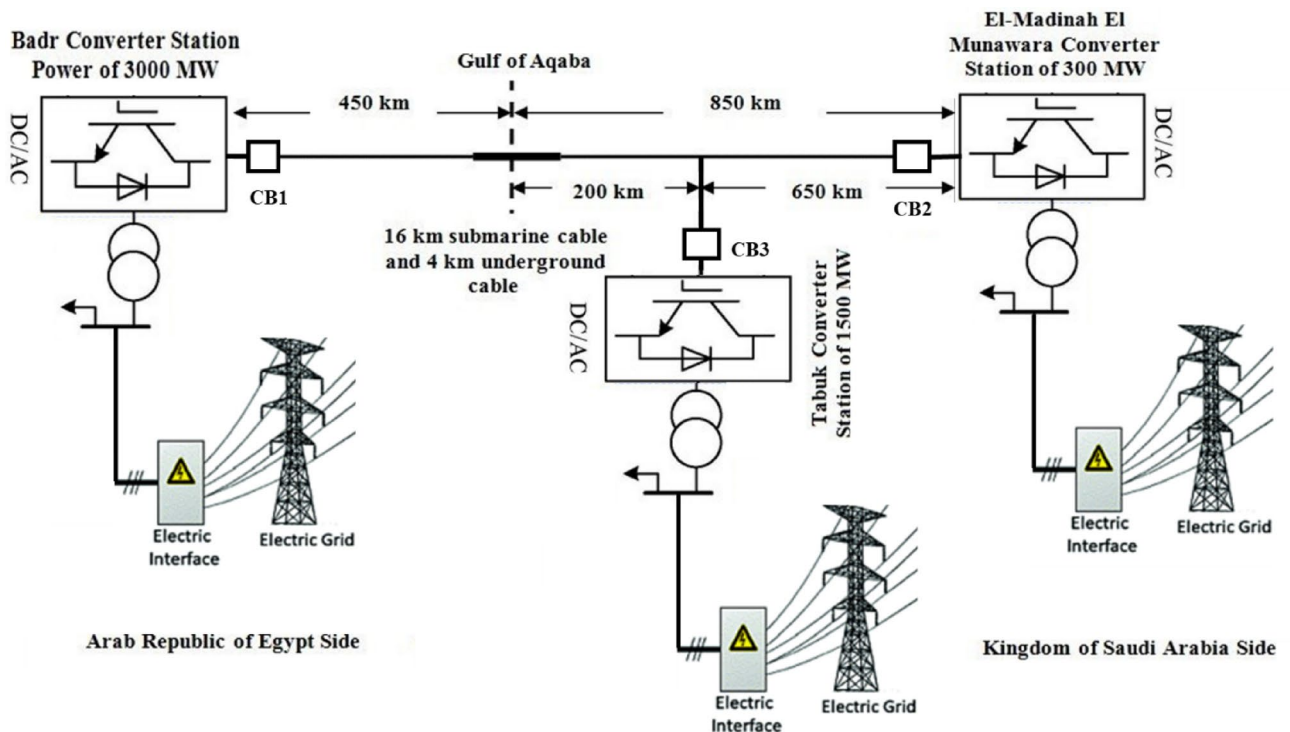 Badr Converter Station
Power of 3000 MW
DC/AC
CB1
450 km
Gulf of Aqaba
850 km
200 km
650 km
16 km submarine cable
and 4 km underground
cable
El-Madinah El
Munawara Converter
Station of 300 MW
DC/AC
CB2
CB3
DC/AC
Tabuk Converter
Station of 1500 MW
Electric
Interface
Electric Grid
Electric
Interface
Electric Grid
Electric
Interface
Electric Grid
Arab Republic of Egypt Side
Kingdom of Saudi Arabia Side